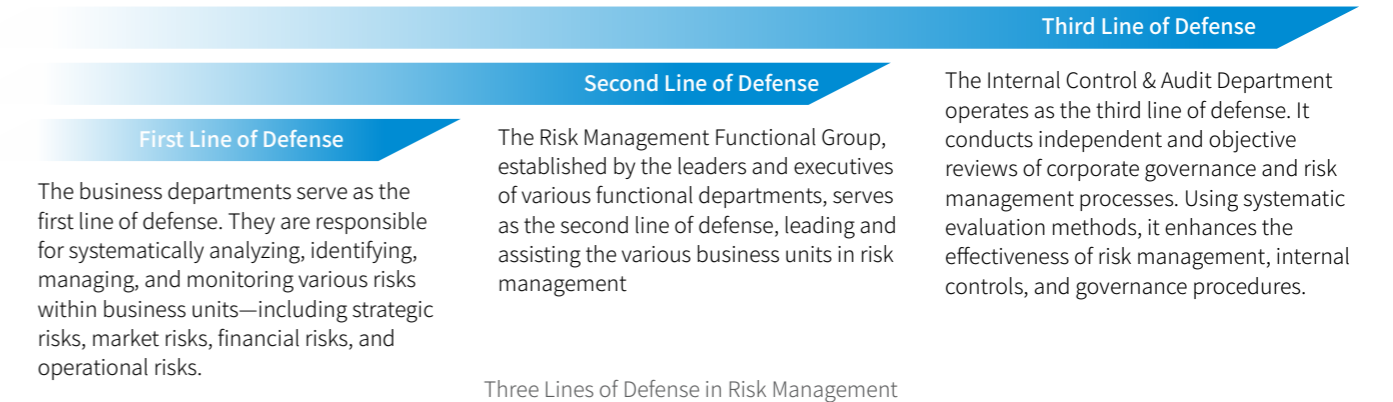 First Line of Defense
The business departments serve as the
first line of defense. They are responsible
for systematically analyzing, identifying,
managing, and monitoring various risks
within business units—including strategic
risks, market risks, financial risks, and
operational risks.
Second Line of Defense
The Risk Management Functional Group,
established by the leaders and executives
of various functional departments, serves
as the second line of defense, leading and
assisting the various business units in risk
management
Third Line of Defense
The Internal Control & Audit Department
operates as the third line of defense. It
conducts independent and objective
reviews of corporate governance and risk
management processes. Using systematic
evaluation methods, it enhances the
effectiveness of risk management, internal
controls, and governance procedures.
Three Lines of Defense in Risk Management